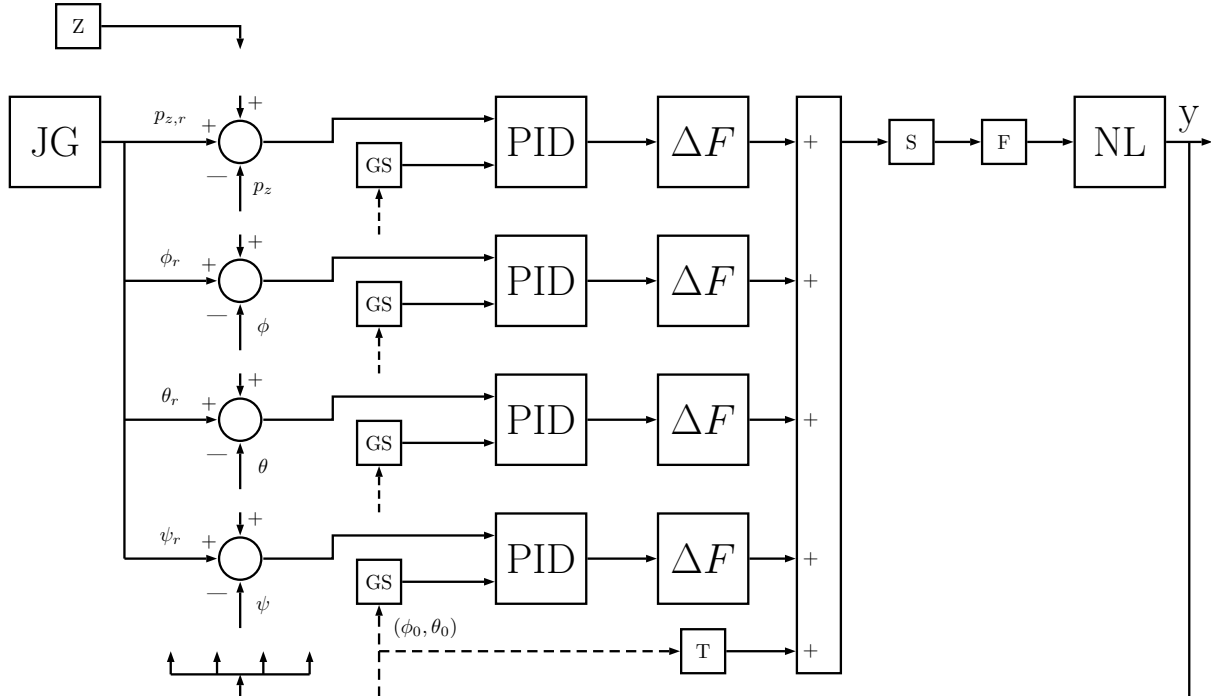 Z
JG
p_{z,r}
+
+
−
p_z
GS
PID
ΔF
+
S
F
NL
y
ϕ_r
+
+
−
ϕ
GS
PID
ΔF
+
θ_r
+
+
−
θ
GS
PID
ΔF
+
ψ_r
+
+
−
ψ
GS
PID
ΔF
+
(ϕ_0, θ_0)
T
+